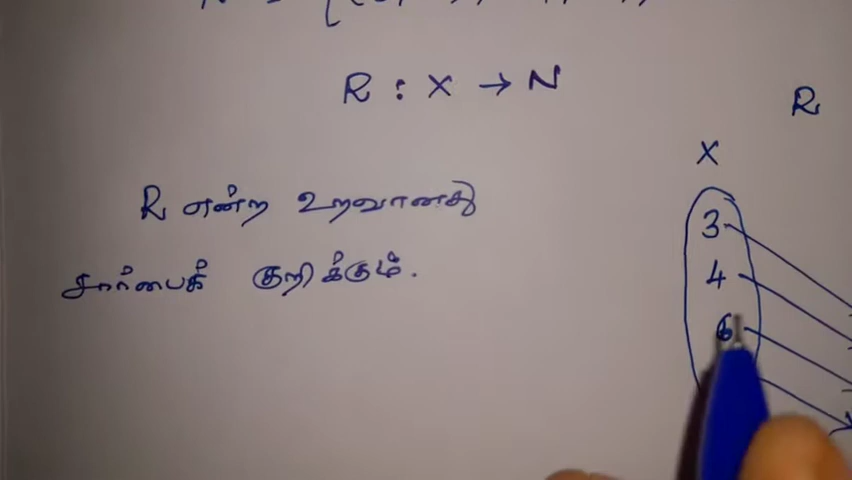 R : X → N
R
X
R என்ற உறவானது
3
சார்பைக் குறிக்கும்.
4
6